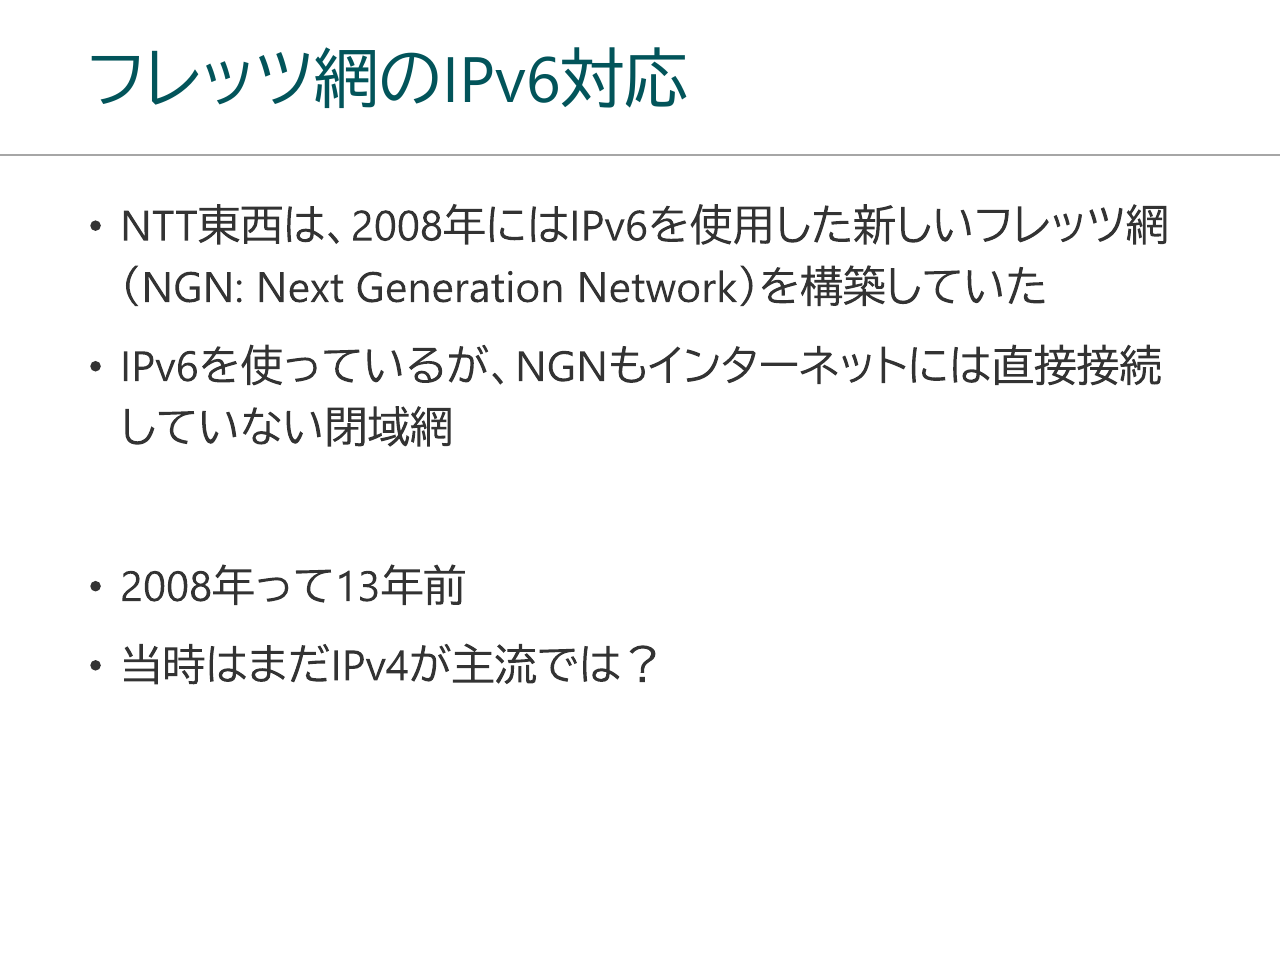 フレッツ網のIPv6対応
• NTT東西は、2008年にはIPv6を使用した新しいフレッツ網
（NGN: Next Generation Network）を構築していた
• IPv6を使っているが、NGNもインターネットには直接接続
していない閉域網
• 2008年って13年前
• 当時はまだIPv4が主流では？